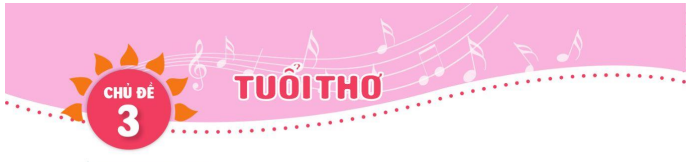 CHỦ ĐỀ
3
TUỔI THƠ